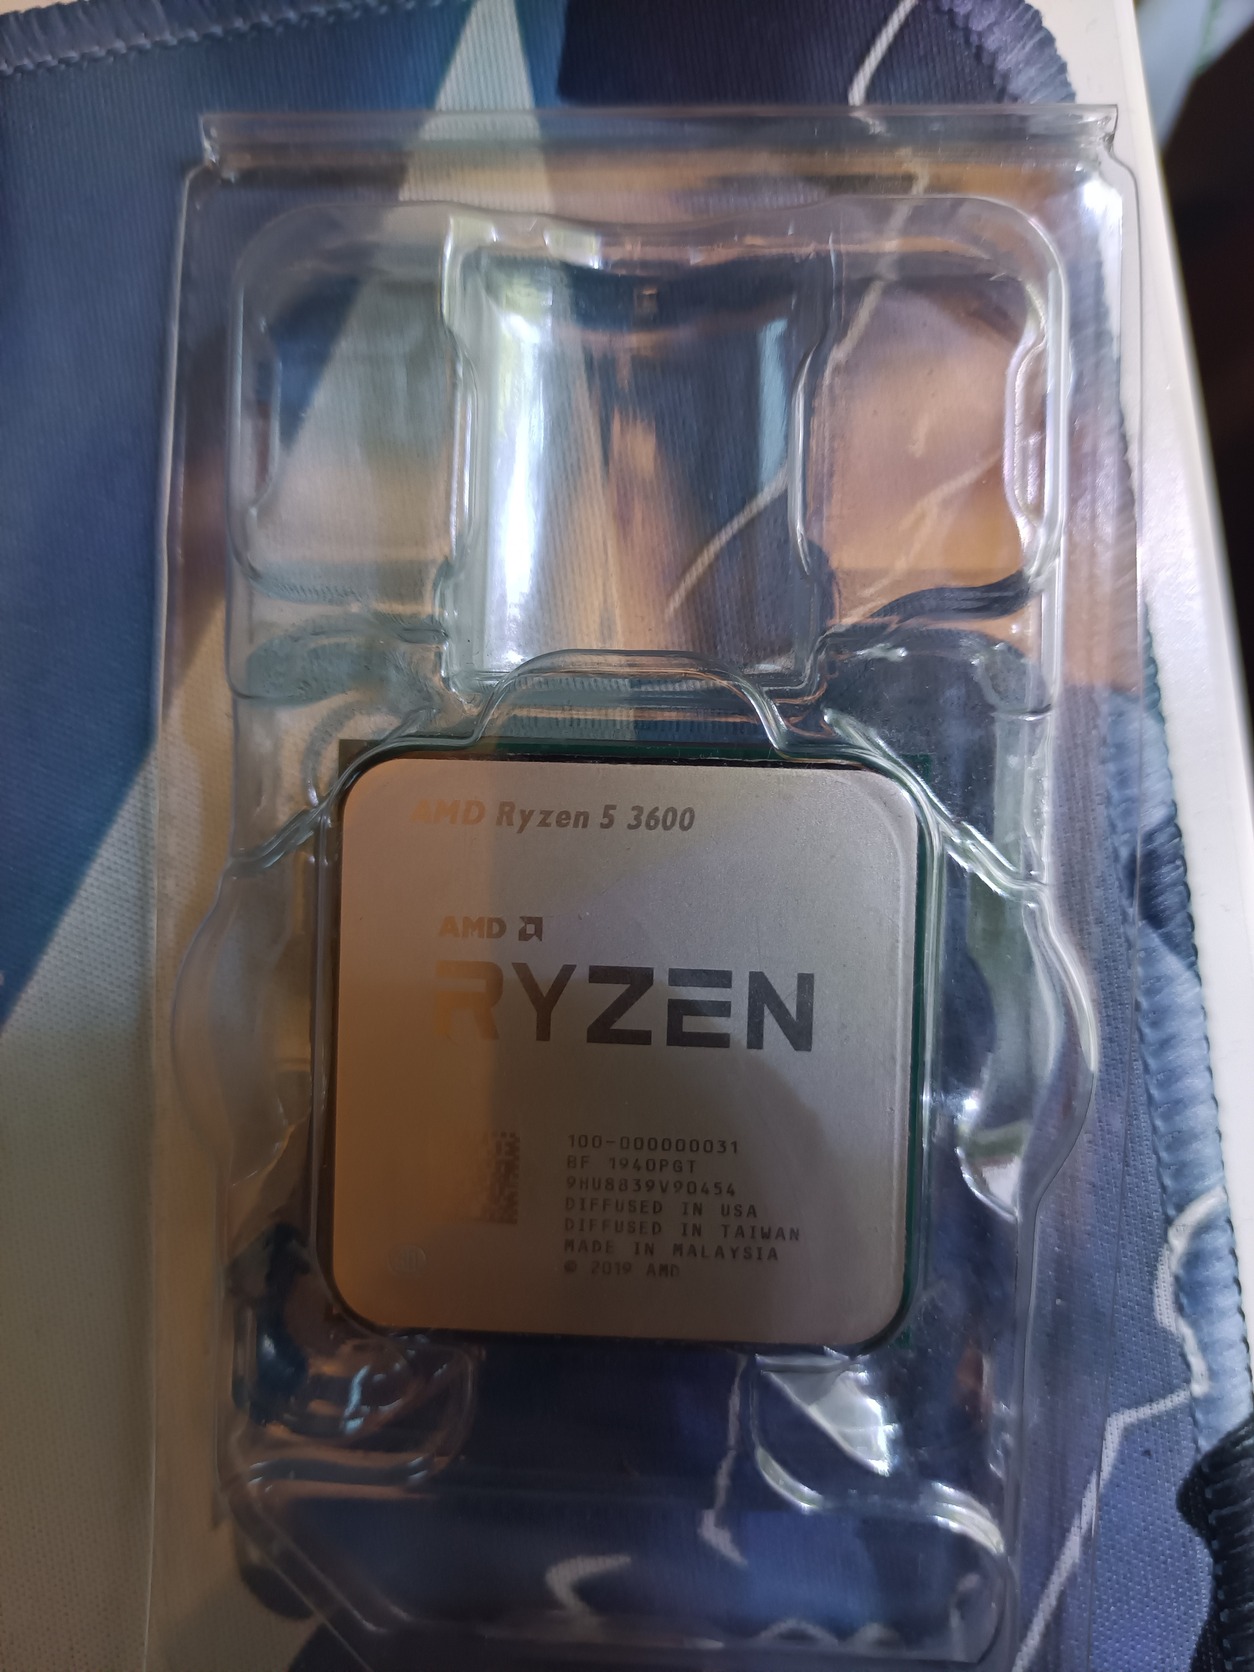 AMD Ryzen 5 3600
AMD
RYZEN
100-000000031
BF 1940PGT
9HU8839V90454
DIFFUSED IN USA
DIFFUSED IN TAIWAN
MADE IN MALAYSIA
© 2019 AMD